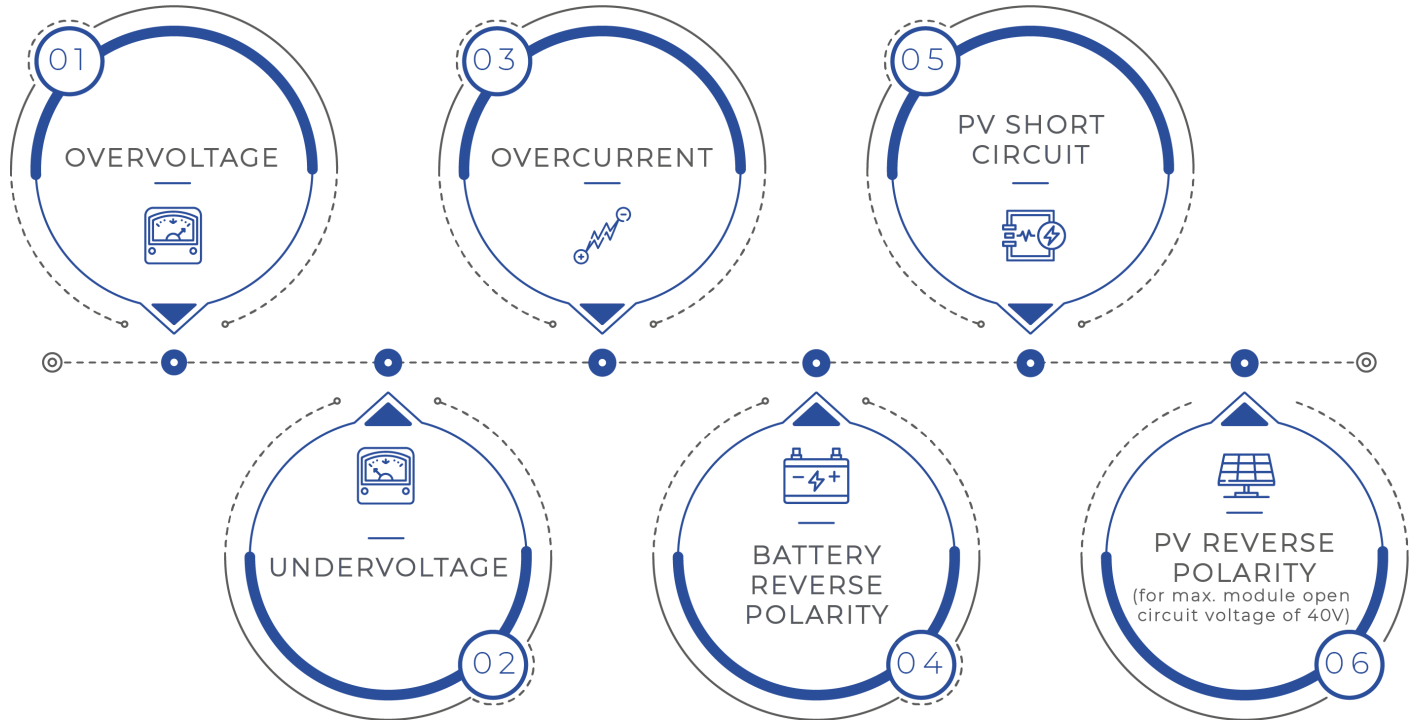 01
OVERVOLTAGE
02
UNDERVOLTAGE
03
OVERCURRENT
04
BATTERY
REVERSE
POLARITY
05
PV SHORT
CIRCUIT
06
PV REVERSE
POLARITY
(for max. module open
circuit voltage of 40V)